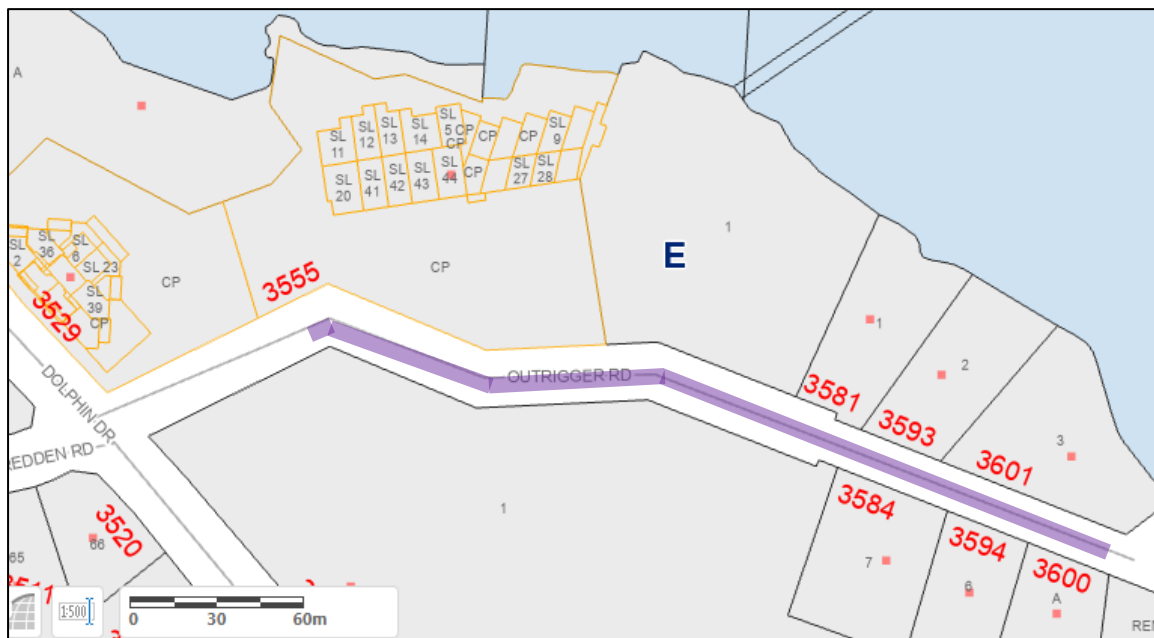 A
SL
11
SL
12
SL
13
SL
14
SL
5
CP
CP
CP
CP
SL
9
SL
20
SL
41
SL
42
SL
43
SL
44
CP
SL
27
SL
28
1
E
SL
2
SL
36
SL
6
SL 23
SL
39
CP
CP
3529
3555
CP
1
2
3
3581
3593
3601
OUTRIGGER RD
DOLPHIN DR
REDDEN RD
1
3584
3594
3600
7
6
A
3520
66
65
1:500
0 30 60m